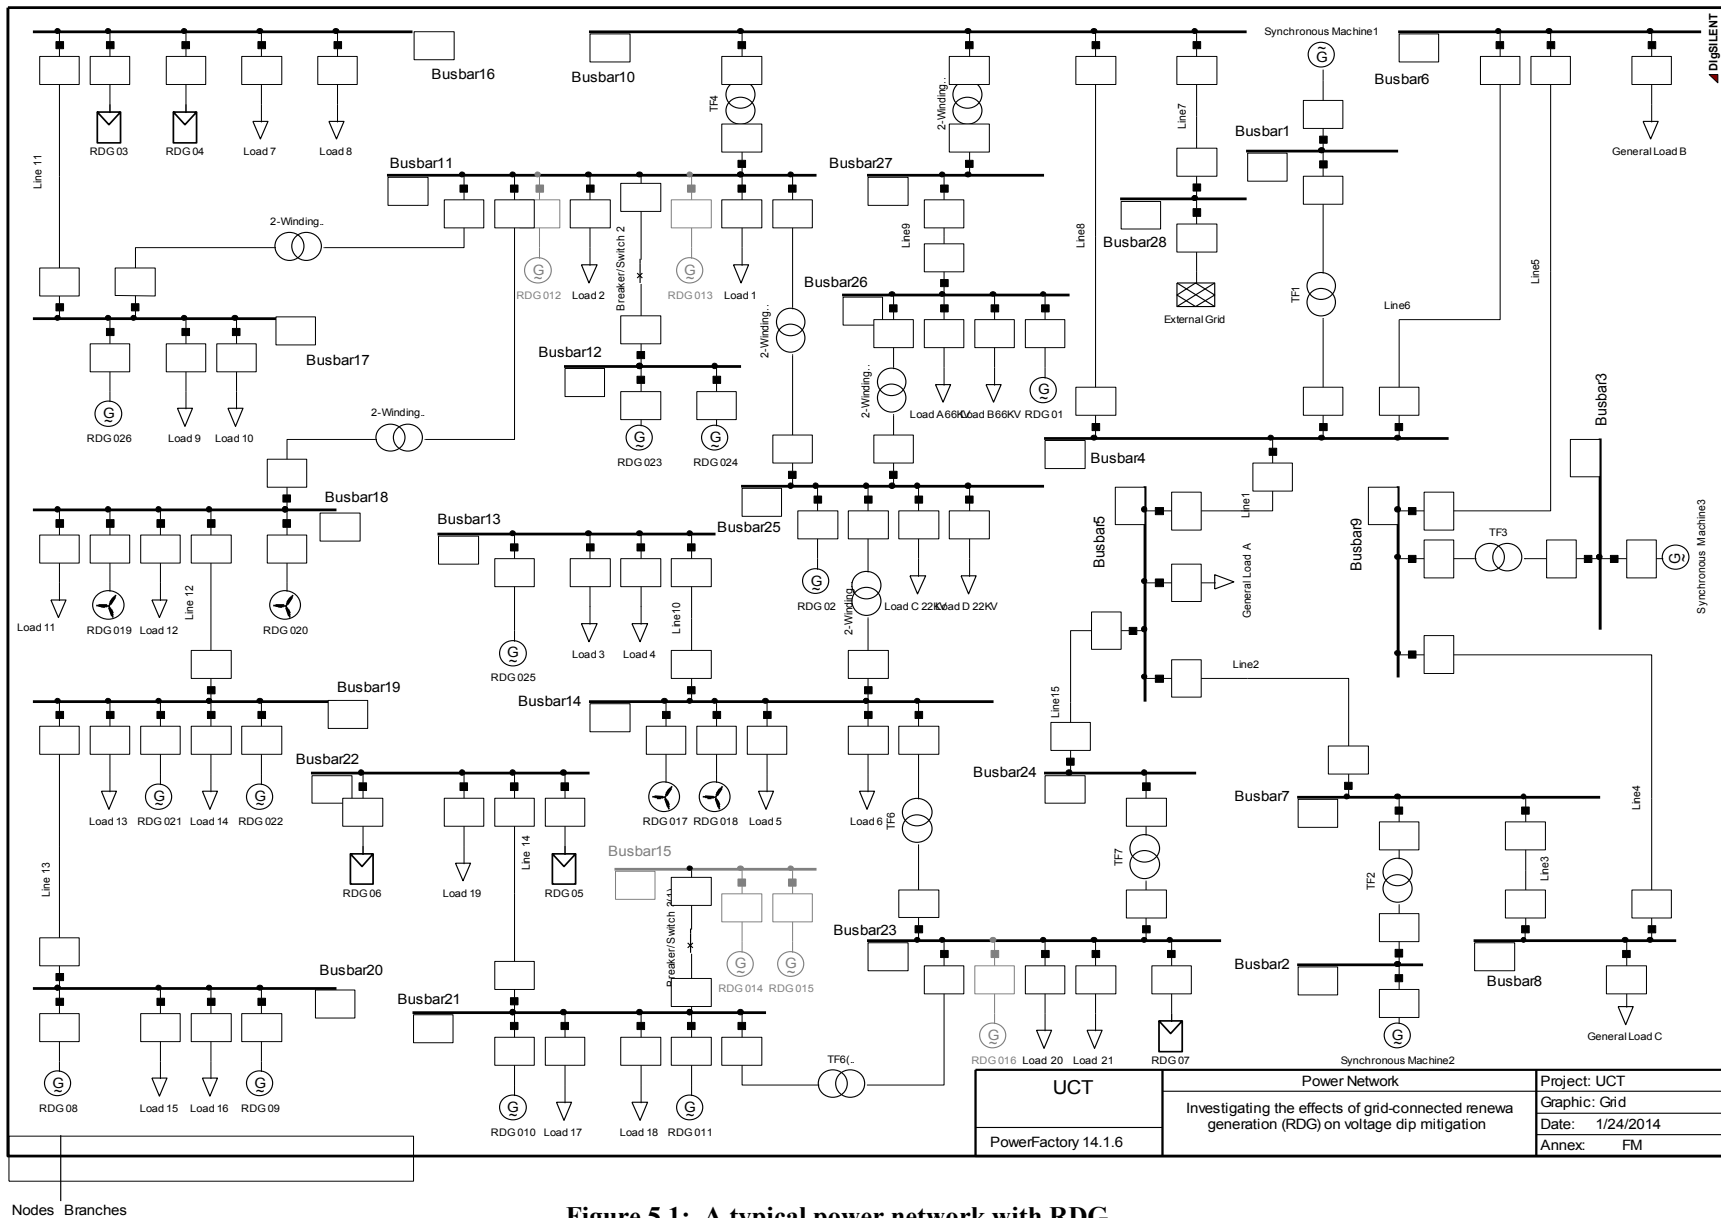 Synchronous Machine1
DIgSILENT
Busbar16
Busbar10
Busbar6
TF4
2-Winding..
Line7
Busbar1
RDG 03
RDG 04
Load 7
Load 8
General Load B
Line 11
Busbar11
Busbar27
2-Winding..
Line9
Line8
Busbar28
Line5
Breaker/Switch 2
RDG 012
Load 2
RDG 013
Load 1
Busbar26
TF1
Line6
External Grid
2-Winding..
Busbar17
Busbar12
2-Winding..
Load A66KV
Load B66KV
RDG 01
Busbar3
RDG 026
Load 9
Load 10
2-Winding..
RDG 023
RDG 024
Busbar4
Busbar18
Busbar13
Busbar25
Line1
Busbar5
Busbar9
TF3
Synchronous Machine3
General Load A
Load 11
RDG 019
Load 12
Line 12
RDG 020
RDG 025
Load 3
Load 4
Line10
RDG 02
2-Winding..
Load C 22KV
Load D 22KV
Line2
Busbar19
Busbar14
Line15
Busbar22
Busbar24
Busbar7
Line4
Load 13
RDG 021
Load 14
RDG 022
RDG 017
RDG 018
Load 5
Load 6
TF6
Line 13
Line 14
Busbar15
TF7
TF2
Line3
RDG 06
Load 19
RDG 05
Breaker/Switch 2(1)
Busbar23
Busbar20
Busbar21
RDG 014
RDG 015
Busbar2
Busbar8
TF6(..
RDG 016
Load 20
Load 21
RDG 07
Synchronous Machine2
General Load C
RDG 08
Load 15
Load 16
RDG 09
RDG 010
Load 17
Load 18
RDG 011
UCT
Power Network
Project: UCT
Investigating the effects of grid-connected renewa
Graphic: Grid
generation (RDG) on voltage dip mitigation
Date: 1/24/2014
PowerFactory 14.1.6
Annex: FM
Nodes Branches
Figure 5.1: A typical power network with RDG